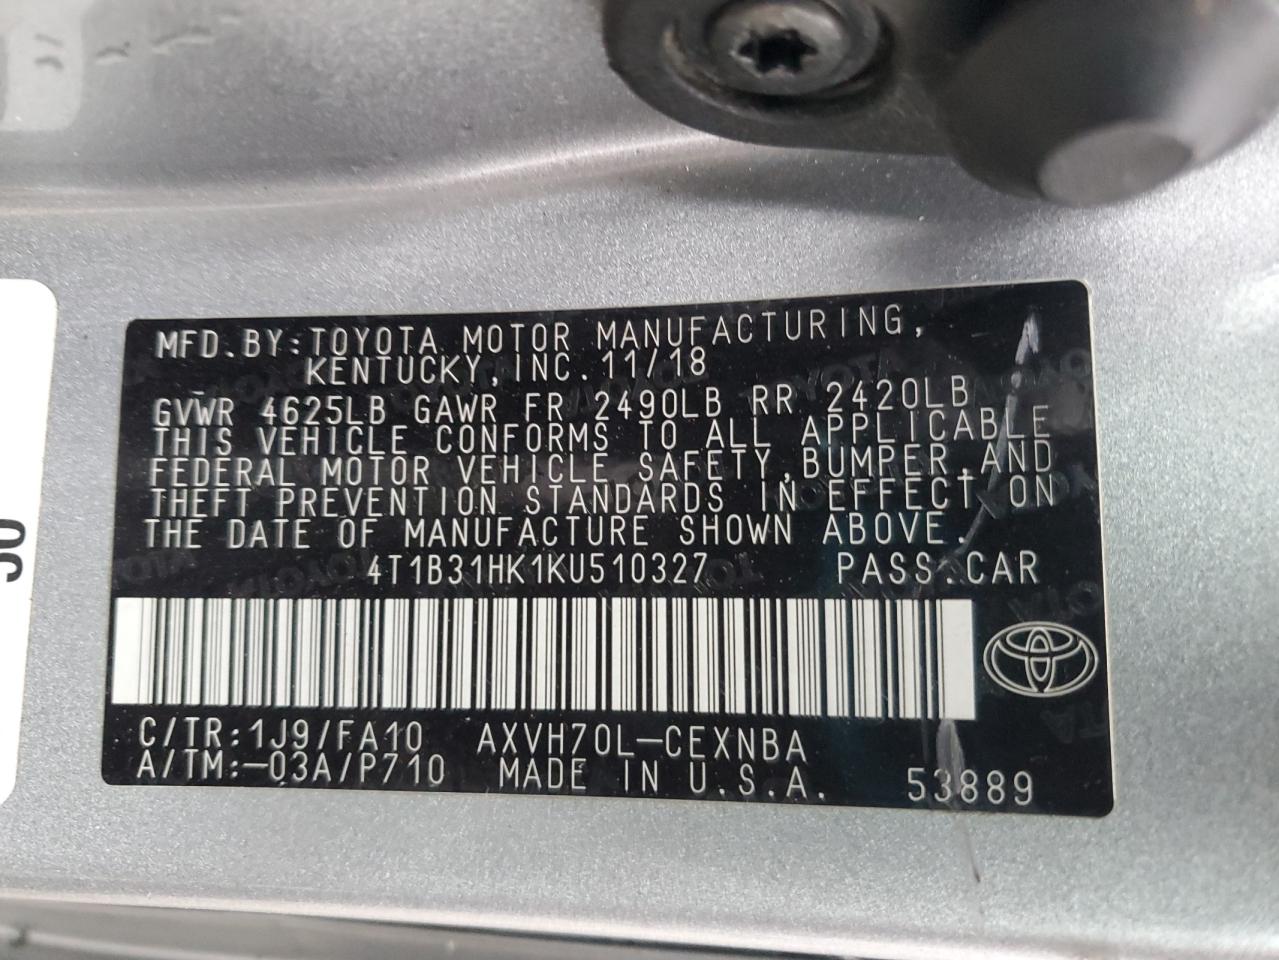 MFD.BY:TOYOTA MOTOR MANUFACTURING,
KENTUCKY, INC. 11/18
GVWR 4625LB GAWR FR 2490LB RR 2420LB
THIS VEHICLE CONFORMS TO ALL APPLICABLE
FEDERAL MOTOR VEHICLE SAFETY, BUMPER, AND
THEFT PREVENTION STANDARDS IN EFFECT ON
THE DATE OF MANUFACTURE SHOWN ABOVE.
4T1B31HK1KU510327 PASS.CAR
C/TR:1J9/FA10 AXVH70L-CEXNBA
A/TM:-03A/P710 MADE IN U.S.A. 53889